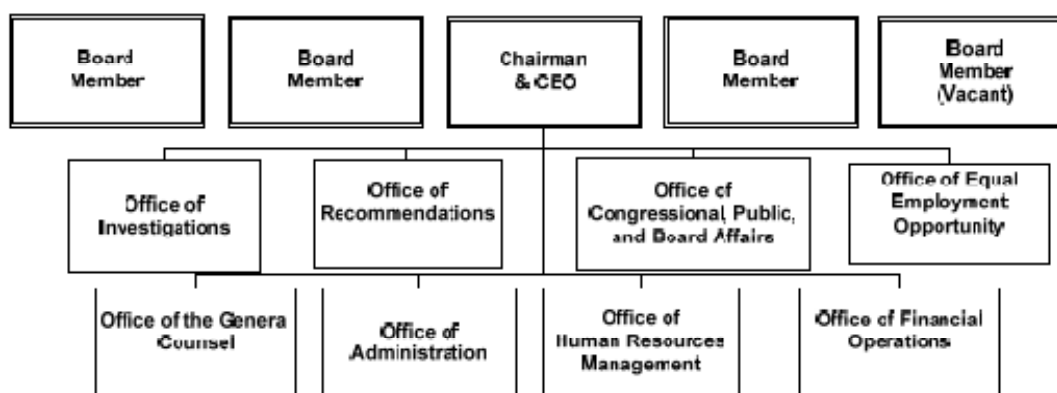 Board
Member
Board
Member
Chairman
& CEO
Board
Member
Board
Member
(Vacant)
Office of
Investigations
Office of
Recommendations
Office of
Congressional, Public,
and Board Affairs
Office of Equal
Employment
Opportunity
Office of the Genera
Counsel
Office of
Administration
Office of
Human Resources
Management
Office of Financial
Operations